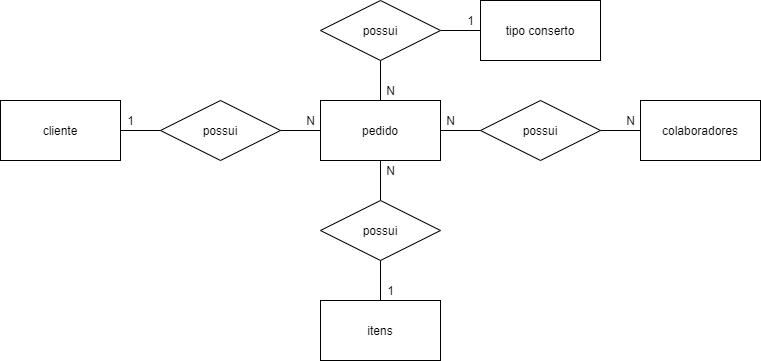 possui
1
tipo conserto
N
cliente
1
possui
N
pedido
N
possui
N
colaboradores
N
possui
1
itens